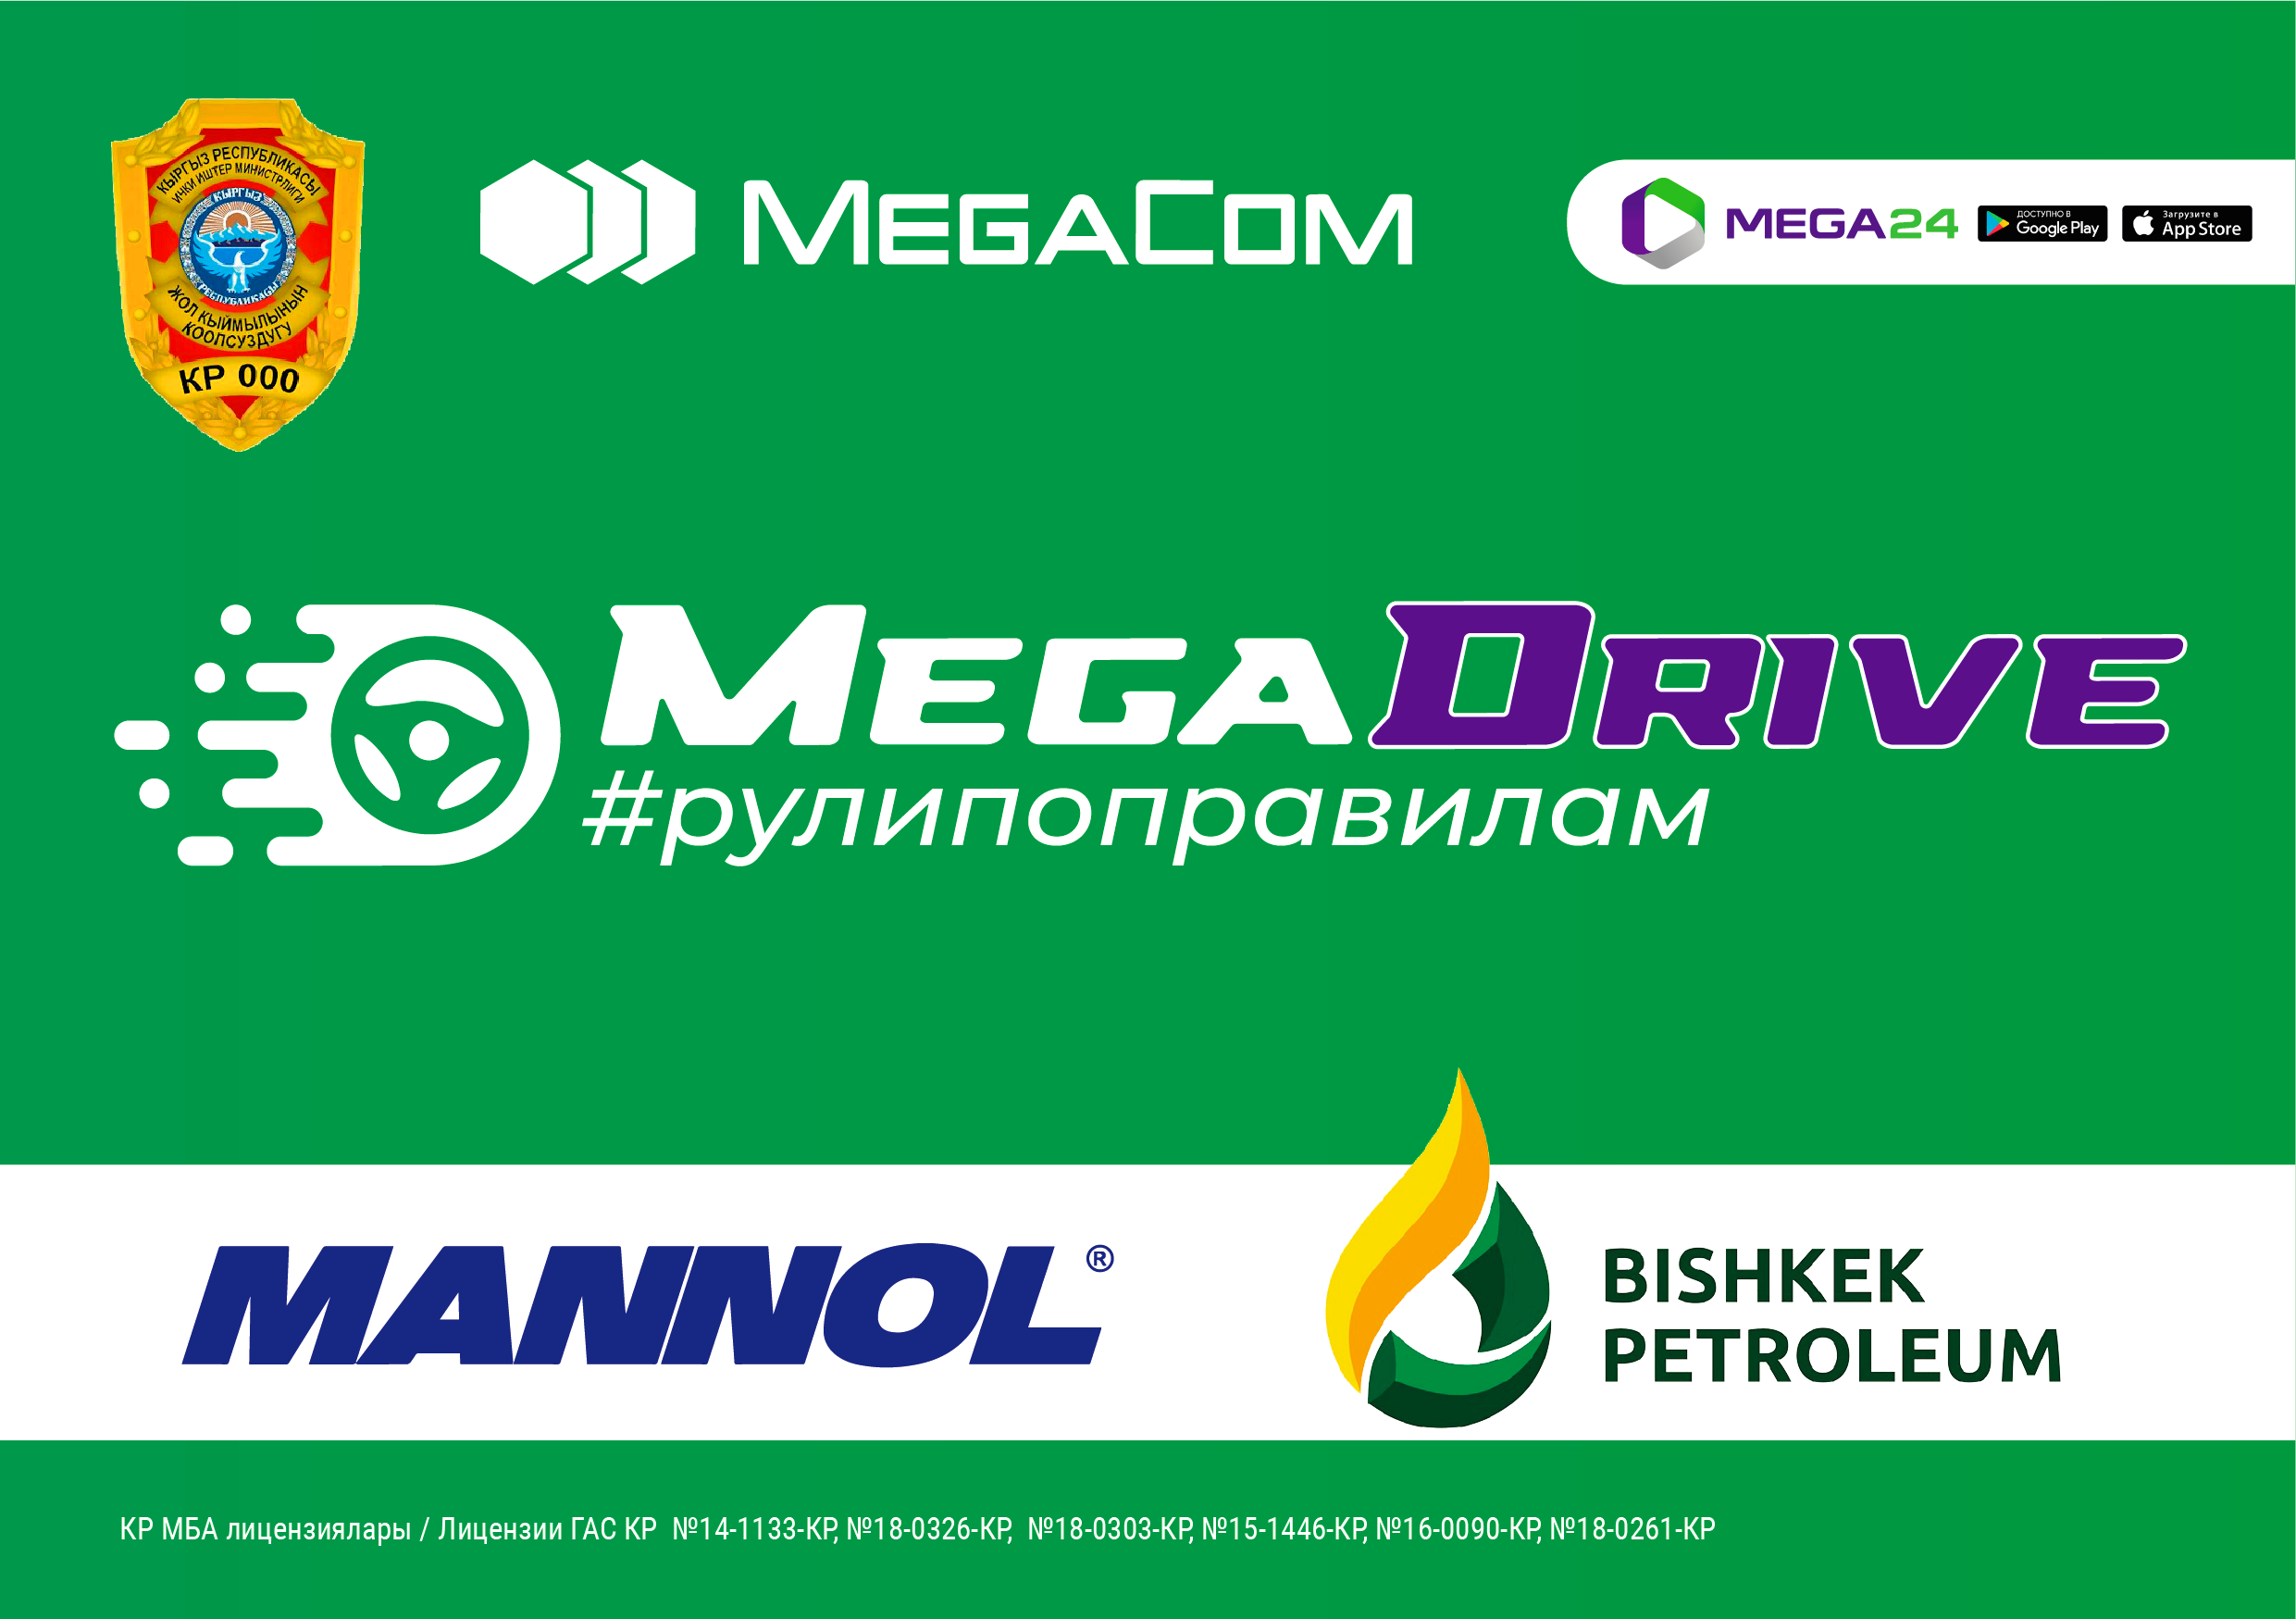 КЫРГЫЗ РЕСПУБЛИКАСЫ
ИЧКИ ИШТЕР МИНИСТРЛИГИ
КЫРГЫЗ
РЕСПУБЛИКАСЫ
ЖОЛ КЫЙМЫЛЫНЫН
КООПСУЗДУГУ
КР 000
MEGACOM
MEGA24
ДОСТУПНО В
Google Play
Загрузите в
App Store
MEGADRIVE
#рулипоправилам
MANNOL®
BISHKEK
PETROLEUM
КР МБА лицензиялары / Лицензии ГАС КР №14-1133-КР, №18-0326-КР, №18-0303-КР, №15-1446-КР, №16-0090-КР, №18-0261-КР